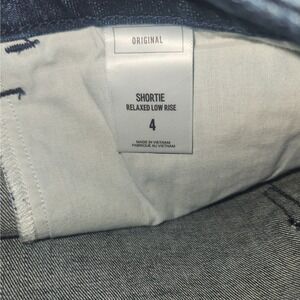 ORIGINAL
SHORTIE
RELAXED LOW RISE
4
MADE IN VIETNAM
FABRIQUÉ AU VIETNAM